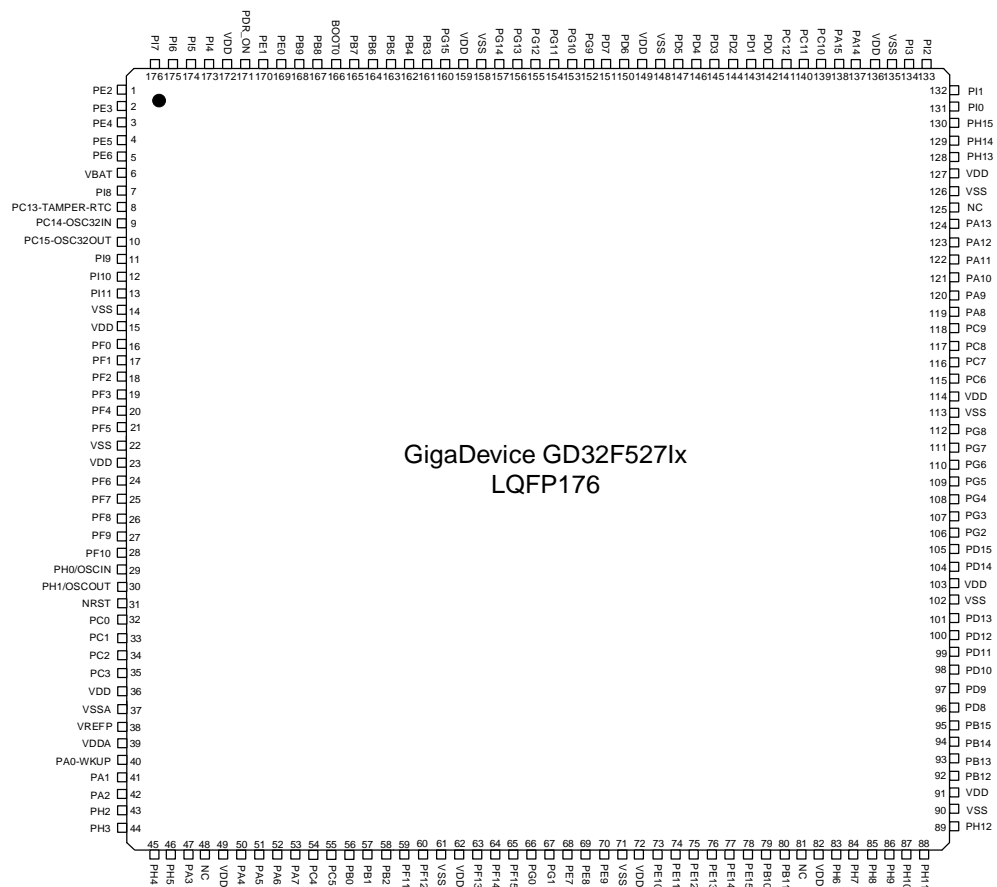 PI7 PI6 PI5 PI4 VDD PDR_ON PE1 PE0 PB9 PB8 BOOT0 PB7 PB6 PB5 PB4 PB3 PG15 VDD VSS PG14 PG13 PG12 PG11 PG10 PG9 PD7 PD6 VDD VSS PD5 PD4 PD3 PD2 PD1 PD0 PC12 PC11 PC10 PA15 PA14 VDD VSS PI3 PI2
176 175 174 173 172 171 170 169 168 167 166 165 164 163 162 161 160 159 158 157 156 155 154 153 152 151 150 149 148 147 146 145 144 143 142 141 140 139 138 137 136 135 134 133
PE2 1 132 PI1
PE3 2 131 PI0
PE4 3 130 PH15
PE5 4 129 PH14
PE6 5 128 PH13
VBAT 6 127 VDD
PI8 7 126 VSS
PC13-TAMPER-RTC 8 125 NC
PC14-OSC32IN 9 124 PA13
PC15-OSC32OUT 10 123 PA12
PI9 11 122 PA11
PI10 12 121 PA10
PI11 13 120 PA9
VSS 14 119 PA8
VDD 15 118 PC9
PF0 16 117 PC8
PF1 17 116 PC7
PF2 18 115 PC6
PF3 19 114 VDD
PF4 20 113 VSS
PF5 21 112 PG8
VSS 22 111 PG7
VDD 23 110 PG6
PF6 24 109 PG5
PF7 25 108 PG4
PF8 26 107 PG3
PF9 27 106 PG2
PF10 28 105 PD15
PH0/OSCIN 29 104 PD14
PH1/OSCOUT 30 103 VDD
NRST 31 102 VSS
PC0 32 101 PD13
PC1 33 100 PD12
PC2 34 99 PD11
PC3 35 98 PD10
VDD 36 97 PD9
VSSA 37 96 PD8
VREFP 38 95 PB15
VDDA 39 94 PB14
PA0-WKUP 40 93 PB13
PA1 41 92 PB12
PA2 42 91 VDD
PH2 43 90 VSS
PH3 44 89 PH12
GigaDevice GD32F527Ix
LQFP176
45 46 47 48 49 50 51 52 53 54 55 56 57 58 59 60 61 62 63 64 65 66 67 68 69 70 71 72 73 74 75 76 77 78 79 80 81 82 83 84 85 86 87 88
PH4 PH5 PA3 NC VDD PA4 PA5 PA6 PA7 PC4 PC5 PB0 PB1 PB2 PF11 PF12 VSS VDD PF13 PF14 PF15 PG0 PG1 PE7 PE8 PE9 VSS VDD PE10 PE11 PE12 PE13 PE14 PE15 PB10 PB11 NC VDD PH6 PH7 PH8 PH9 PH10 PH11